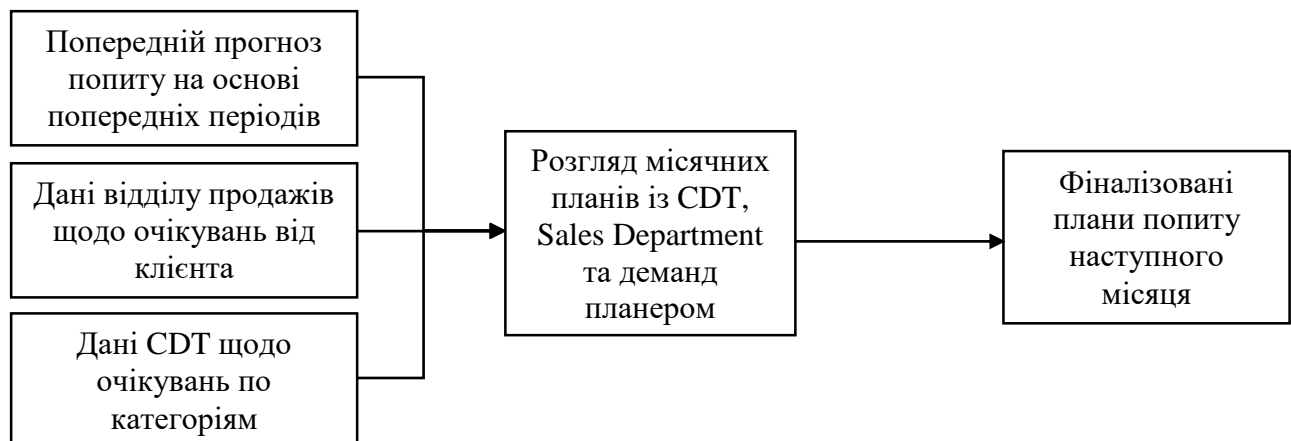 Попередній прогноз
попиту на основі
попередніх періодів
Дані відділу продажів
щодо очікувань від
клієнта
Дані CDT щодо
очікувань по
категоріям
Розгляд місячних
планів із CDT,
Sales Department
та деманд
планером
Фіналізовані
плани попиту
наступного
місяця